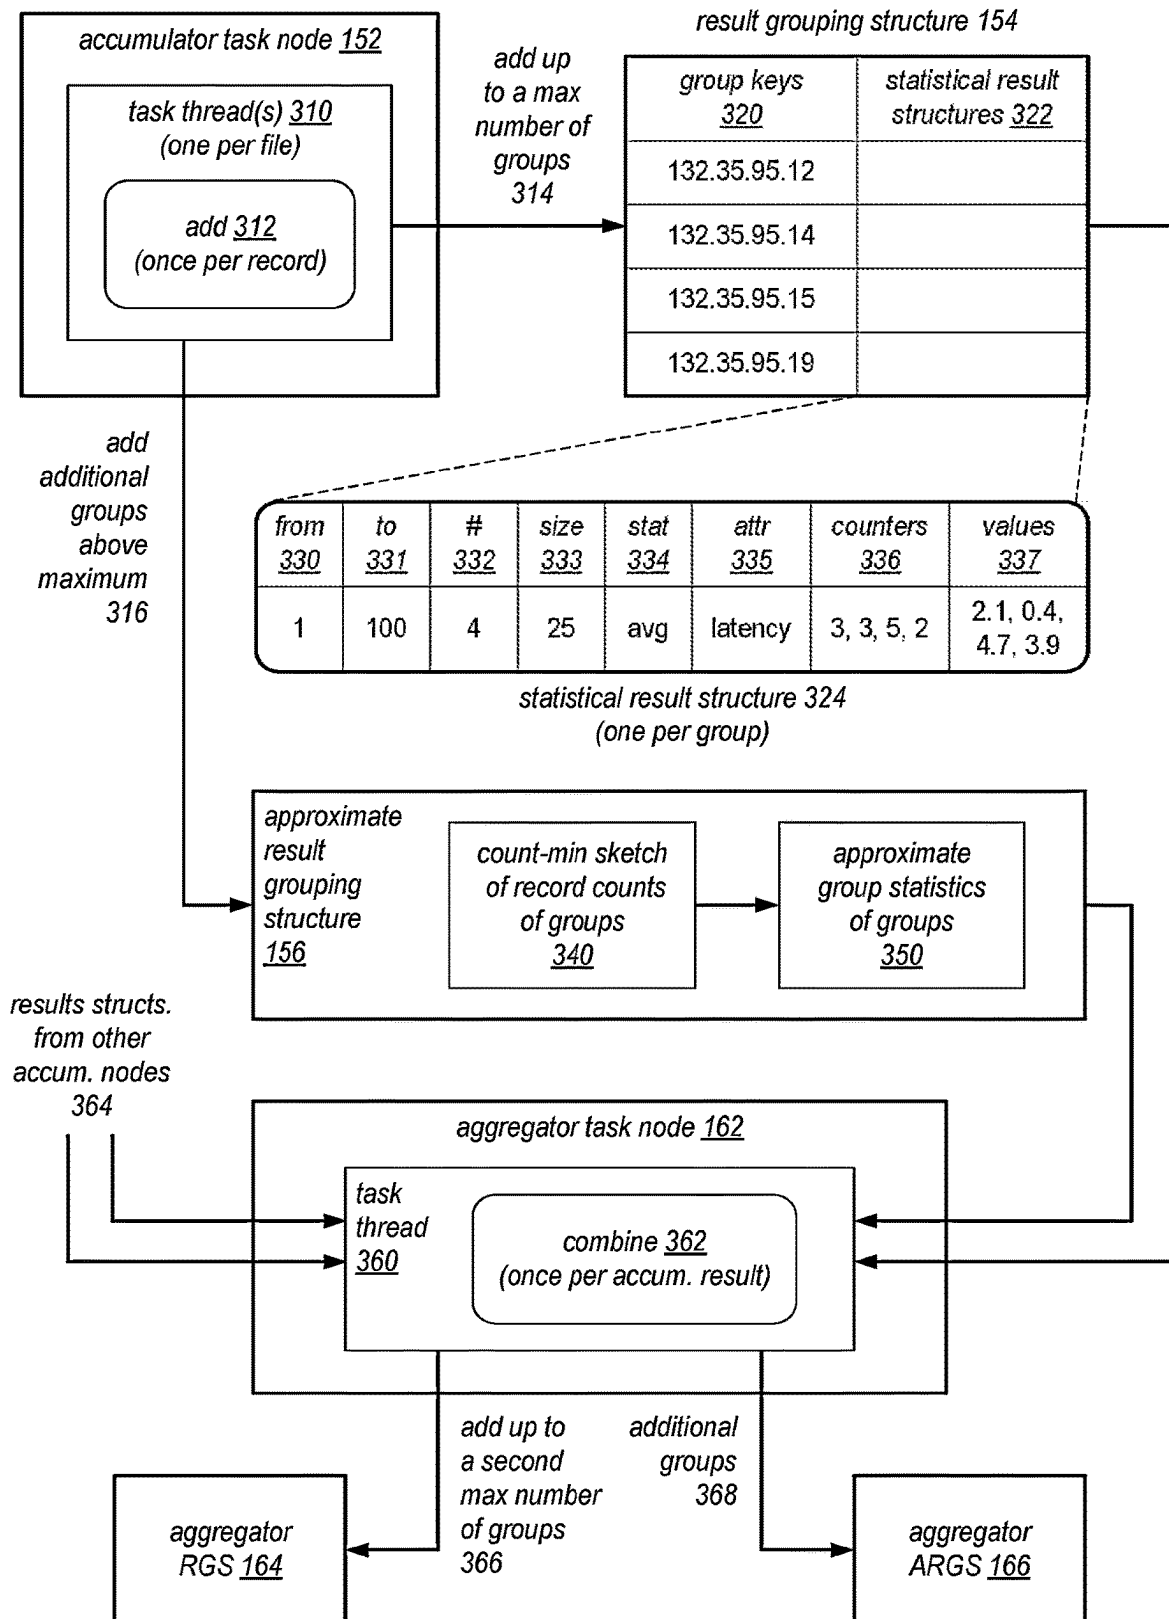 accumulator task node 152
task thread(s) 310
(one per file)
add 312
(once per record)
add up
to a max
number of
groups
314
result grouping structure 154
group keys
320
statistical result
structures 322
132.35.95.12
132.35.95.14
132.35.95.15
132.35.95.19
add
additional
groups
above
maximum
316
from
330
to
331
#
332
size
333
stat
334
attr
335
counters
336
values
337
1
100
4
25
avg
latency
3, 3, 5, 2
2.1, 0.4,
4.7, 3.9
statistical result structure 324
(one per group)
approximate
result
grouping
structure
156
count-min sketch
of record counts
of groups
340
approximate
group statistics
of groups
350
results structs.
from other
accum. nodes
364
aggregator task node 162
task
thread
360
combine 362
(once per accum. result)
add up to
a second
max number
of groups
366
additional
groups
368
aggregator
RGS 164
aggregator
ARGS 166